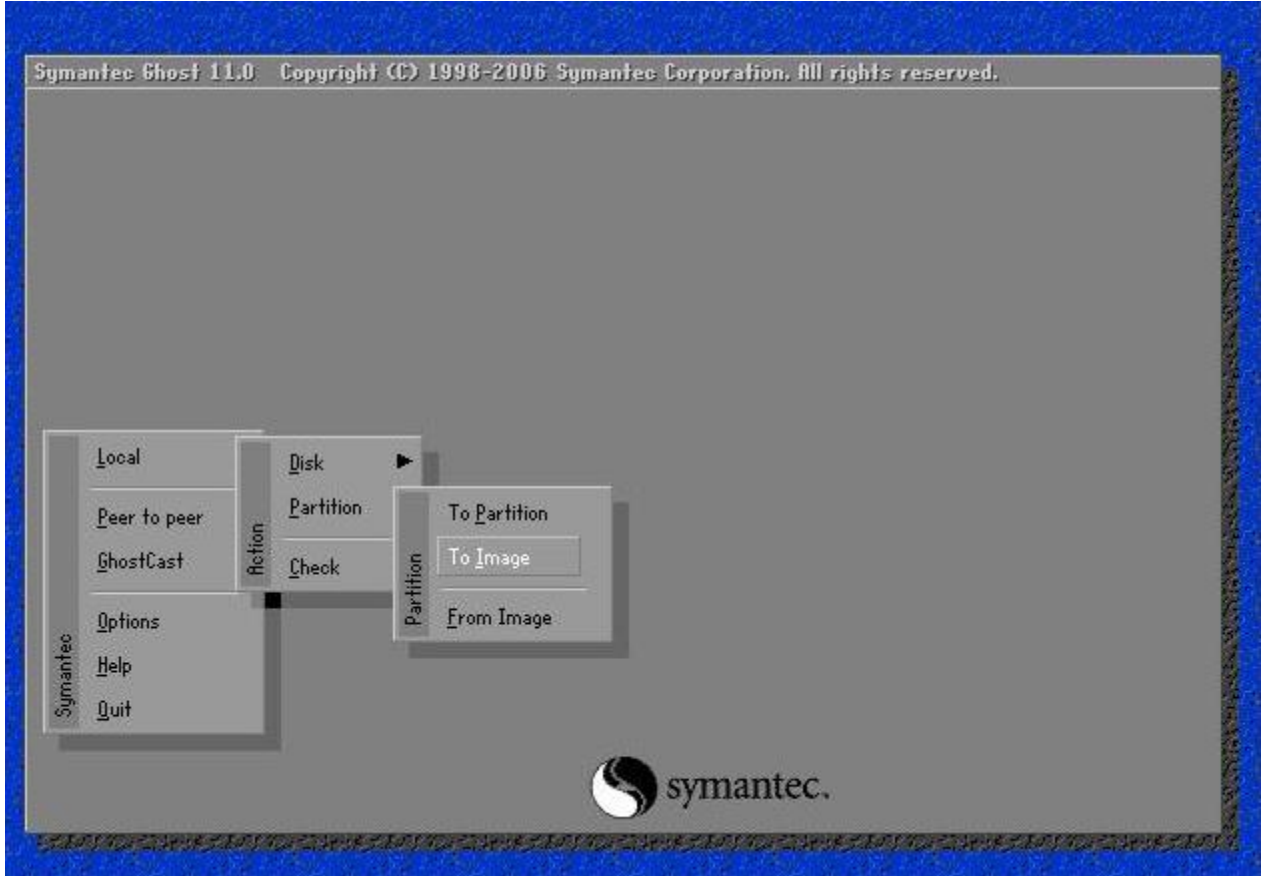 Symantec Ghost 11.0 Copyright (C) 1998-2006 Symantec Corporation. All rights reserved.
Symantec
Local
Peer to peer
GhostCast
Options
Help
Quit
Action
Disk
Partition
Check
Partition
To Partition
To Image
From Image
symantec.